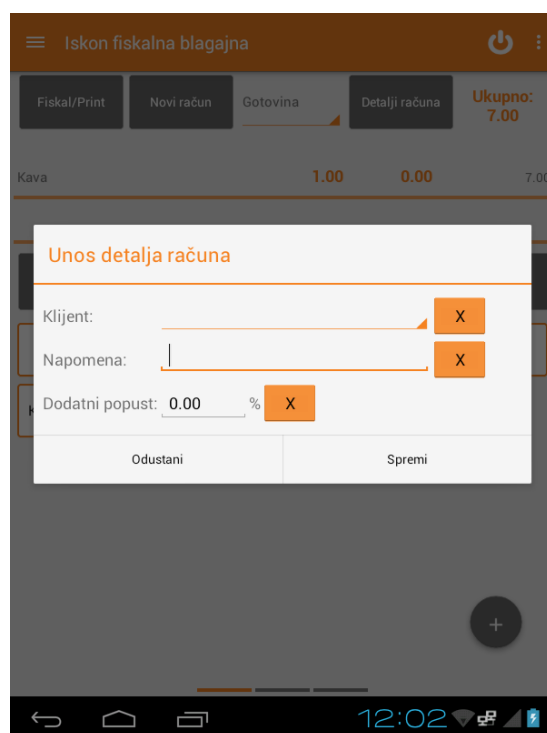 Iskon fiskalna blagajna
Fiskal/Print Novi račun Gotovina Detalji računa Ukupno:
7.00
Kava 1.00 0.00 7.00
Unos detalja računa
Klijent: X
Napomena: X
Dodatni popust: 0.00 % X
Odustani Spremi
+
12:02